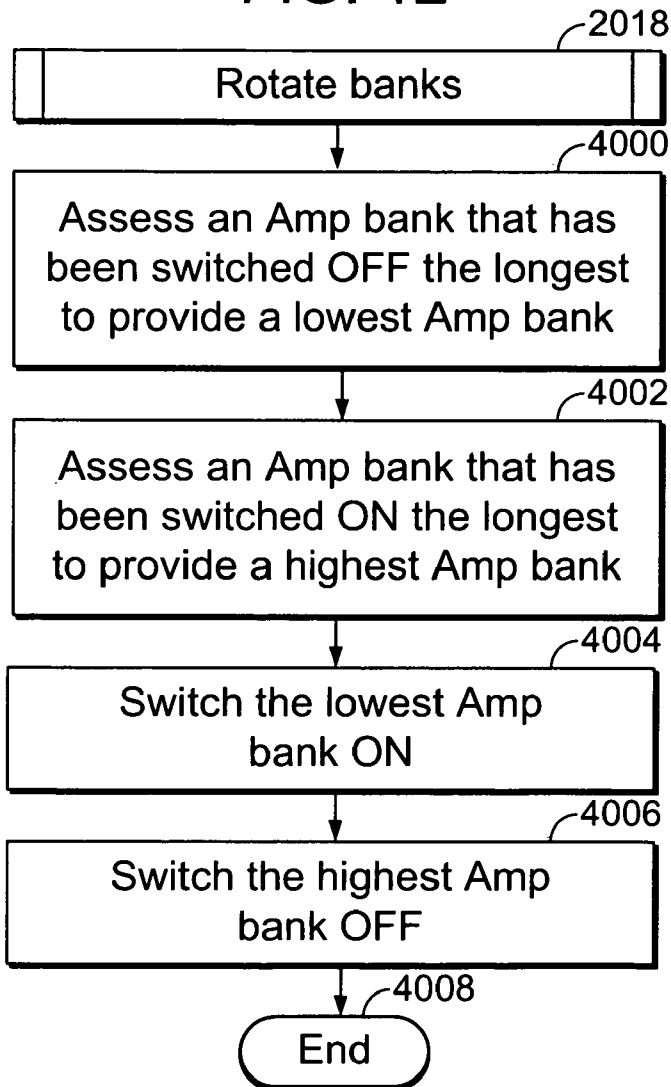 2018
Rotate banks
4000
Assess an Amp bank that has
been switched OFF the longest
to provide a lowest Amp bank
4002
Assess an Amp bank that has
been switched ON the longest
to provide a highest Amp bank
4004
Switch the lowest Amp
bank ON
4006
Switch the highest Amp
bank OFF
4008
End